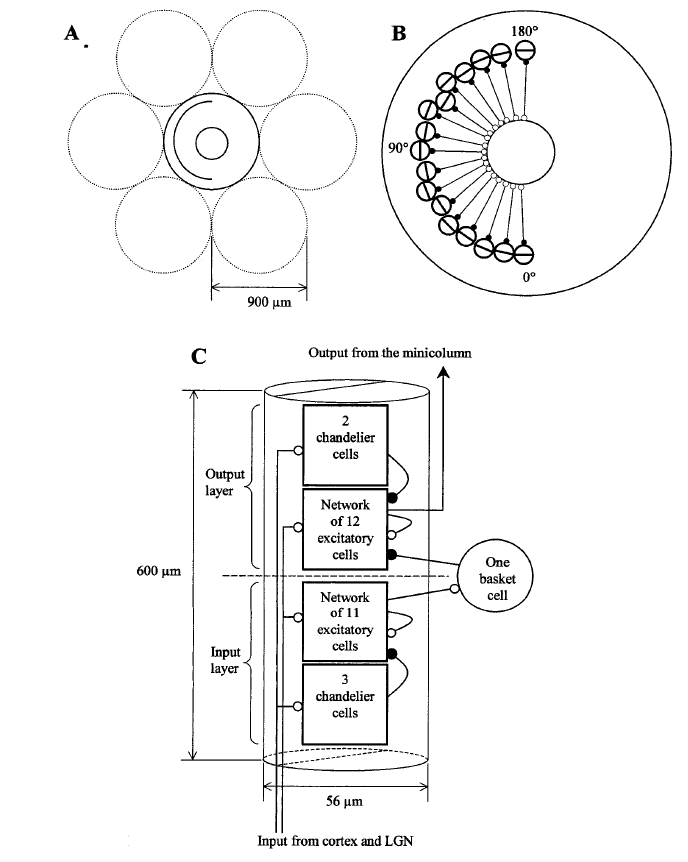 A
B
180°
90°
0°
900 µm
C
Output from the minicolumn
2
chandelier
cells
Output
layer
Network
of 12
excitatory
cells
600 µm
One
basket
cell
Network
of 11
excitatory
cells
Input
layer
3
chandelier
cells
56 µm
Input from cortex and LGN